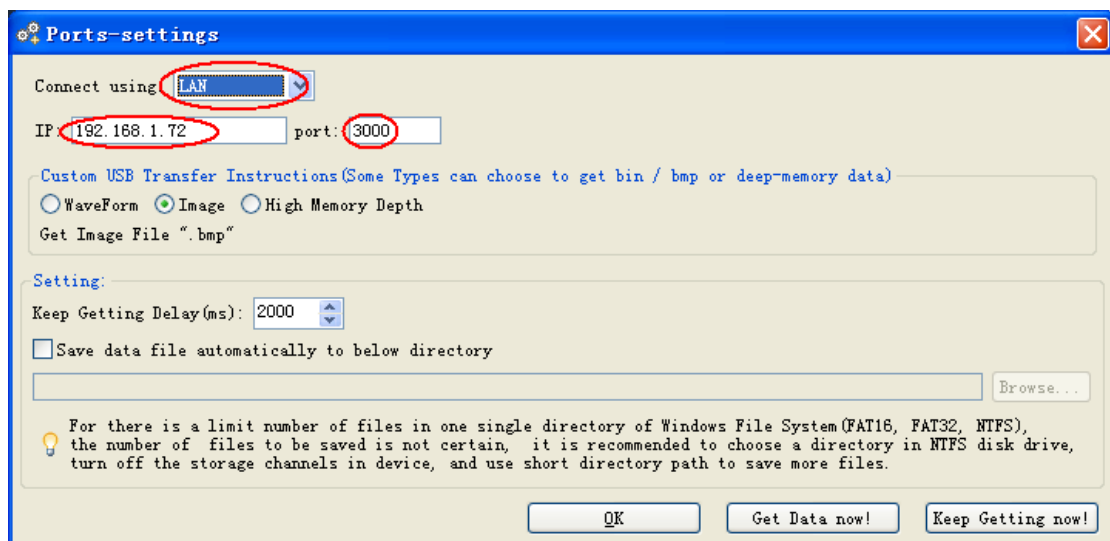 Ports-settings
Connect using LAN
IP: 192.168.1.72 port: 3000
Custom USB Transfer Instructions(Some Types can choose to get bin / bmp or deep-memory data)
WaveForm Image High Memory Depth
Get Image File ".bmp"
Setting:
Keep Getting Delay(ms): 2000
Save data file automatically to below directory
Browse...
For there is a limit number of files in one single directory of Windows File System(FAT16, FAT32, NTFS),
the number of files to be saved is not certain, it is recommended to choose a directory in NTFS disk drive,
turn off the storage channels in device, and use short directory path to save more files.
OK Get Data now! Keep Getting now!